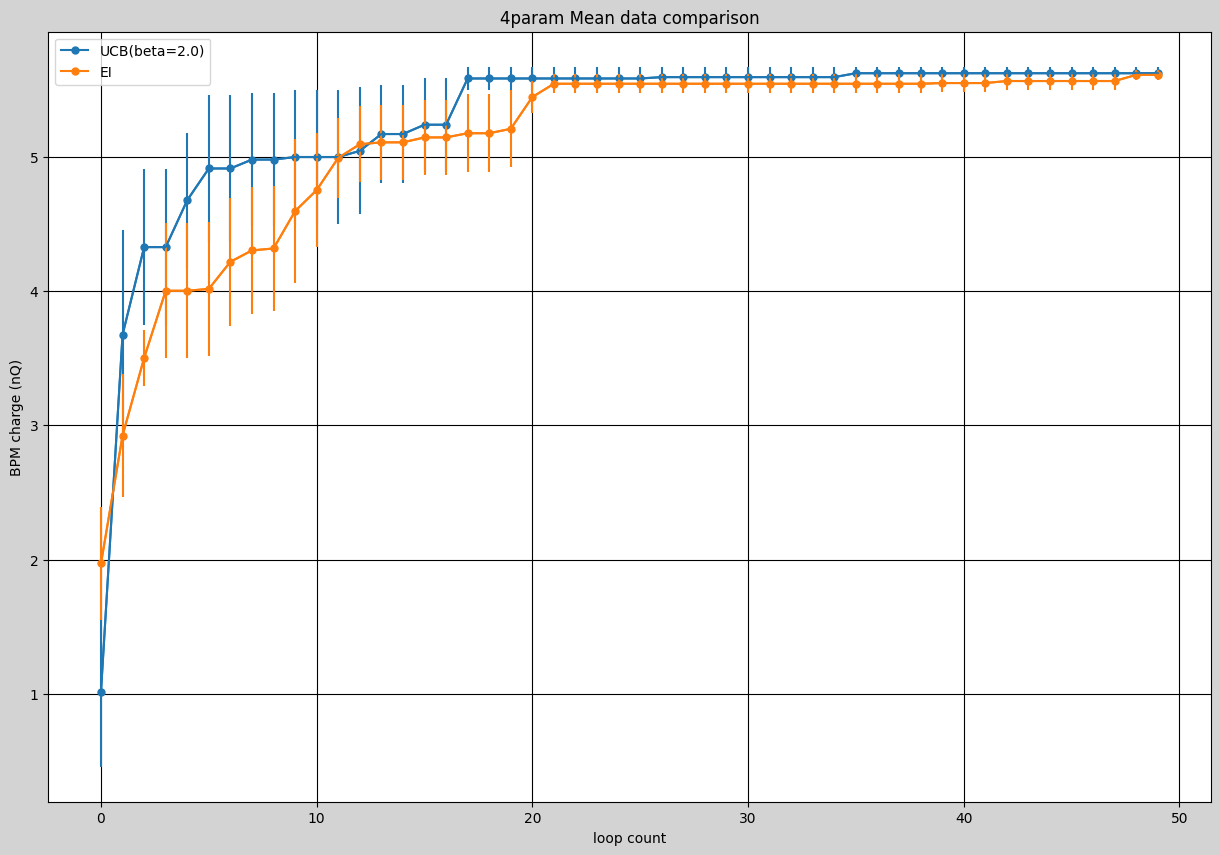 4param Mean data comparison
UCB(beta=2.0)
EI
BPM charge (nQ)
5
4
3
2
1
0 10 20 30 40 50
loop count